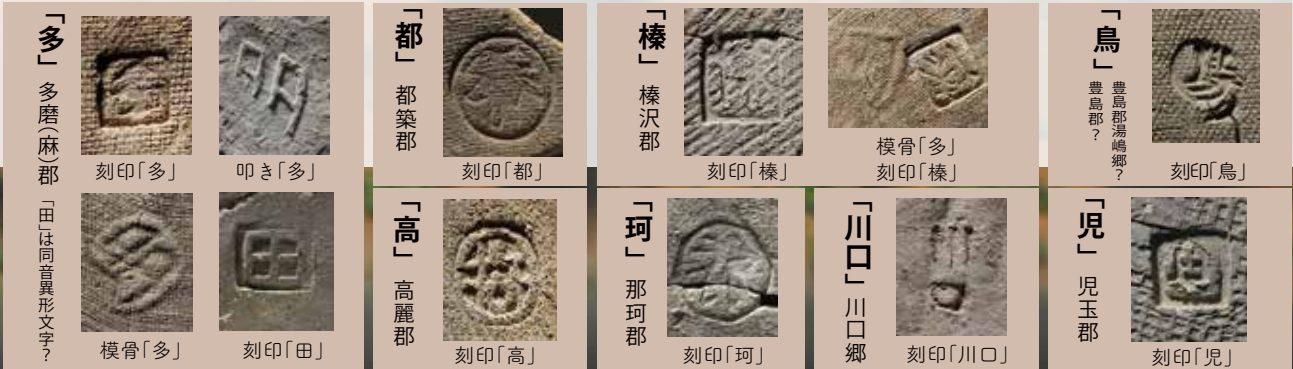 「多」 多磨(麻)郡
「田」は同音異形文字?
刻印「多」
叩き「多」
模骨「多」
刻印「田」
「都」 都築郡
刻印「都」
「榛」 榛沢郡
刻印「榛」
模骨「多」
刻印「榛」
「鳥」
豊島郡湯嶋郷?
豊島郡?
刻印「鳥」
「高」 高麗郡
刻印「高」
「珂」 那珂郡
刻印「珂」
「川口」 川口郷
刻印「川口」
「児」 児玉郡
刻印「児」